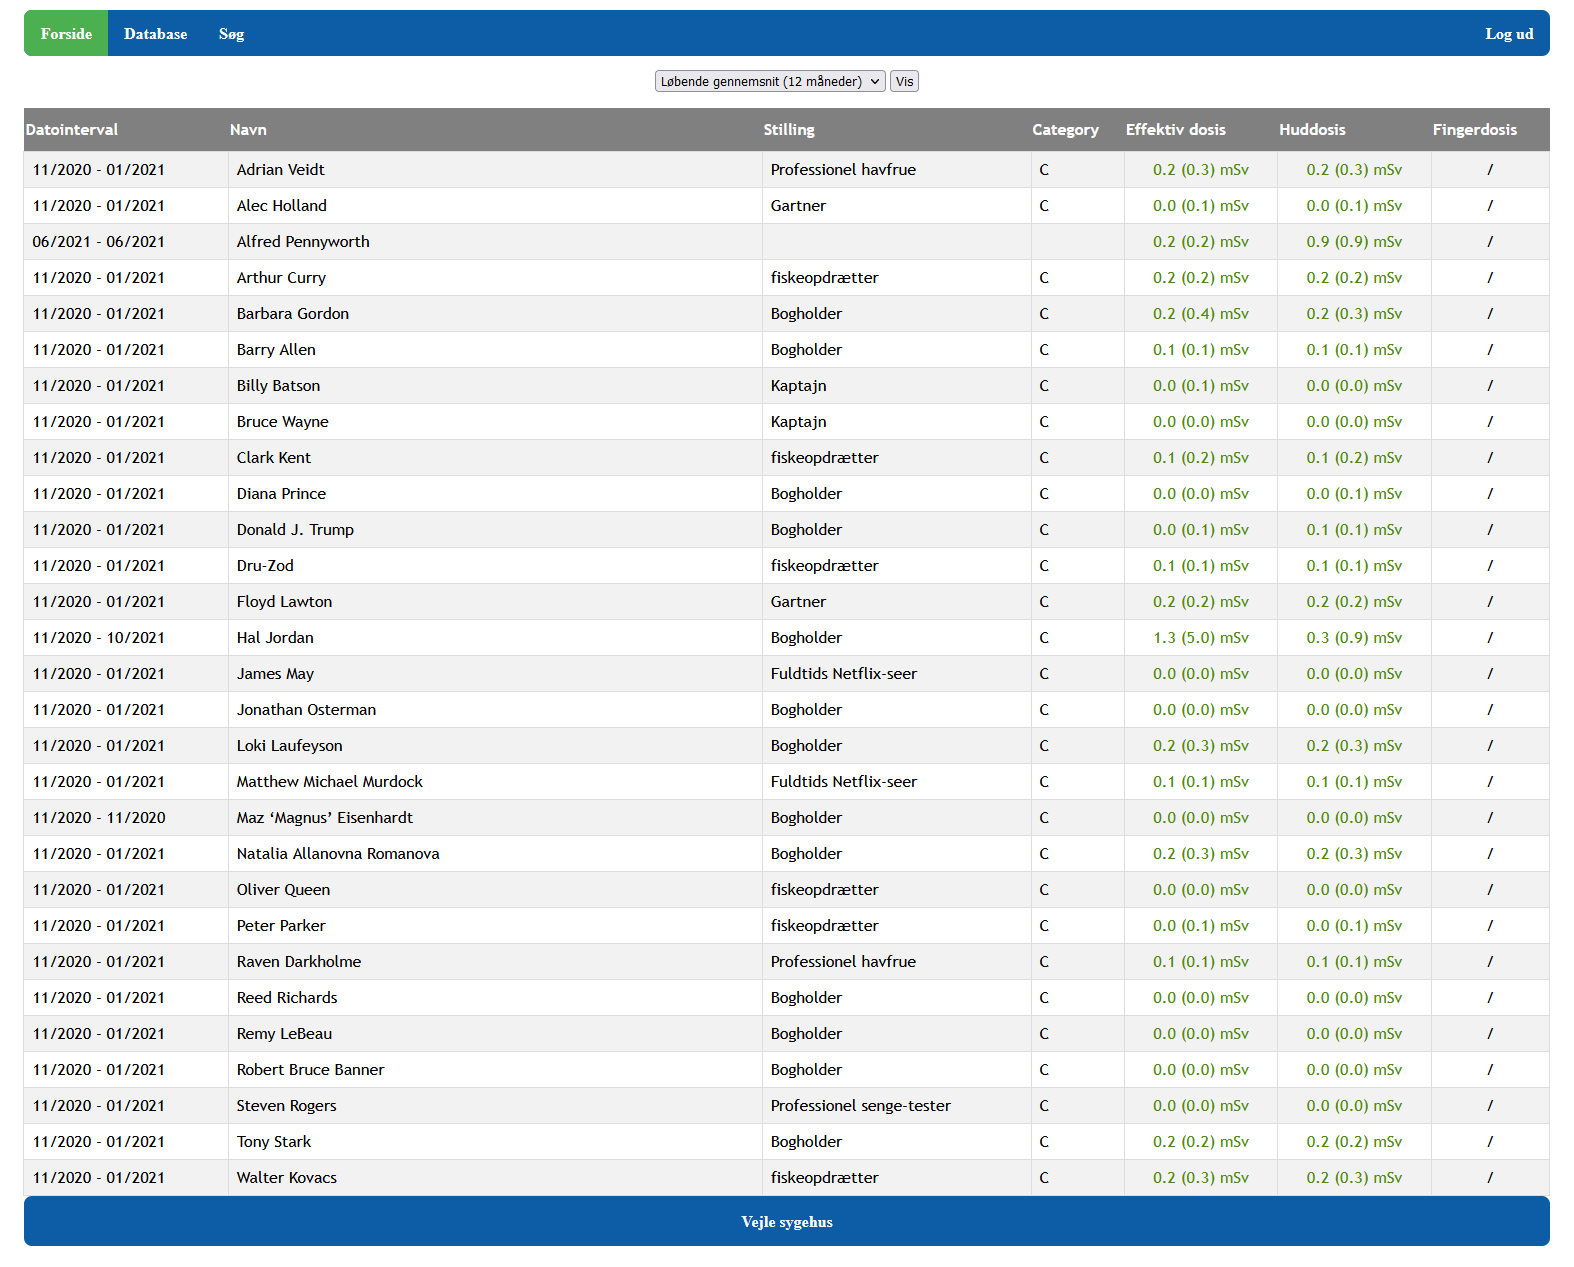 Forside Database Søg Log ud
Løbende gennemsnit (12 måneder) Vis
Datointerval Navn Stilling Category Effektiv dosis Huddosis Fingerdosis
11/2020 - 01/2021 Adrian Veidt Professionel havfrue C 0.2 (0.3) mSv 0.2 (0.3) mSv /
11/2020 - 01/2021 Alec Holland Gartner C 0.0 (0.1) mSv 0.0 (0.1) mSv /
06/2021 - 06/2021 Alfred Pennyworth 0.2 (0.2) mSv 0.9 (0.9) mSv /
11/2020 - 01/2021 Arthur Curry fiskeopdrætter C 0.2 (0.2) mSv 0.2 (0.2) mSv /
11/2020 - 01/2021 Barbara Gordon Bogholder C 0.2 (0.4) mSv 0.2 (0.3) mSv /
11/2020 - 01/2021 Barry Allen Bogholder C 0.1 (0.1) mSv 0.1 (0.1) mSv /
11/2020 - 01/2021 Billy Batson Kaptajn C 0.0 (0.1) mSv 0.0 (0.0) mSv /
11/2020 - 01/2021 Bruce Wayne Kaptajn C 0.0 (0.0) mSv 0.0 (0.0) mSv /
11/2020 - 01/2021 Clark Kent fiskeopdrætter C 0.1 (0.2) mSv 0.1 (0.2) mSv /
11/2020 - 01/2021 Diana Prince Bogholder C 0.0 (0.0) mSv 0.0 (0.1) mSv /
11/2020 - 01/2021 Donald J. Trump Bogholder C 0.0 (0.1) mSv 0.1 (0.1) mSv /
11/2020 - 01/2021 Dru-Zod fiskeopdrætter C 0.1 (0.1) mSv 0.1 (0.1) mSv /
11/2020 - 01/2021 Floyd Lawton Gartner C 0.2 (0.2) mSv 0.2 (0.2) mSv /
11/2020 - 10/2021 Hal Jordan Bogholder C 1.3 (5.0) mSv 0.3 (0.9) mSv /
11/2020 - 01/2021 James May Fuldtids Netflix-seer C 0.0 (0.0) mSv 0.0 (0.0) mSv /
11/2020 - 01/2021 Jonathan Osterman Bogholder C 0.0 (0.0) mSv 0.0 (0.0) mSv /
11/2020 - 01/2021 Loki Laufeyson Bogholder C 0.2 (0.3) mSv 0.2 (0.3) mSv /
11/2020 - 01/2021 Matthew Michael Murdock Fuldtids Netflix-seer C 0.1 (0.1) mSv 0.1 (0.1) mSv /
11/2020 - 11/2020 Maz ‘Magnus’ Eisenhardt Bogholder C 0.0 (0.0) mSv 0.0 (0.0) mSv /
11/2020 - 01/2021 Natalia Allanovna Romanova Bogholder C 0.2 (0.3) mSv 0.2 (0.3) mSv /
11/2020 - 01/2021 Oliver Queen fiskeopdrætter C 0.0 (0.0) mSv 0.0 (0.0) mSv /
11/2020 - 01/2021 Peter Parker fiskeopdrætter C 0.0 (0.1) mSv 0.0 (0.1) mSv /
11/2020 - 01/2021 Raven Darkholme Professionel havfrue C 0.1 (0.1) mSv 0.1 (0.1) mSv /
11/2020 - 01/2021 Reed Richards Bogholder C 0.0 (0.0) mSv 0.0 (0.0) mSv /
11/2020 - 01/2021 Remy LeBeau Bogholder C 0.0 (0.0) mSv 0.0 (0.0) mSv /
11/2020 - 01/2021 Robert Bruce Banner Bogholder C 0.0 (0.0) mSv 0.0 (0.0) mSv /
11/2020 - 01/2021 Steven Rogers Professionel senge-tester C 0.0 (0.0) mSv 0.0 (0.0) mSv /
11/2020 - 01/2021 Tony Stark Bogholder C 0.2 (0.2) mSv 0.2 (0.2) mSv /
11/2020 - 01/2021 Walter Kovacs fiskeopdrætter C 0.2 (0.3) mSv 0.2 (0.3) mSv /
Vejle sygehus